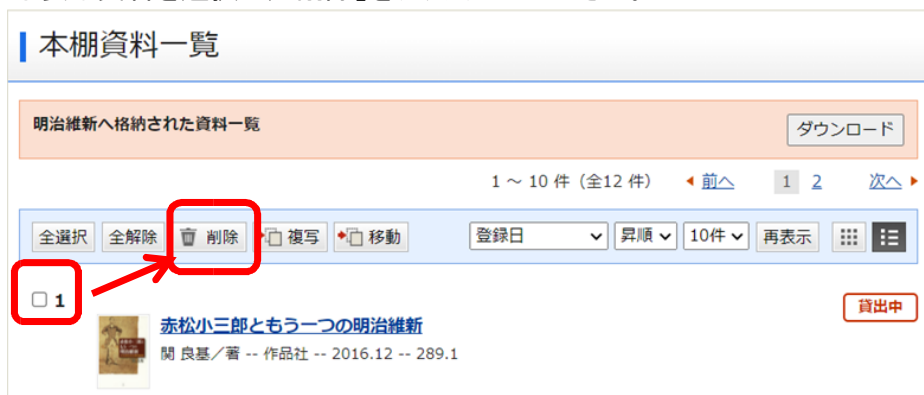 本棚資料一覧
明治維新へ格納された資料一覧
ダウンロード
1 ～ 10 件（全12 件） 前へ 1 2 次へ
全選択 全解除 削除 複写 移動 登録日 昇順 10件 再表示
1
貸出中
赤松小三郎ともう一つの明治維新
関 良基／著 -- 作品社 -- 2016.12 -- 289.1